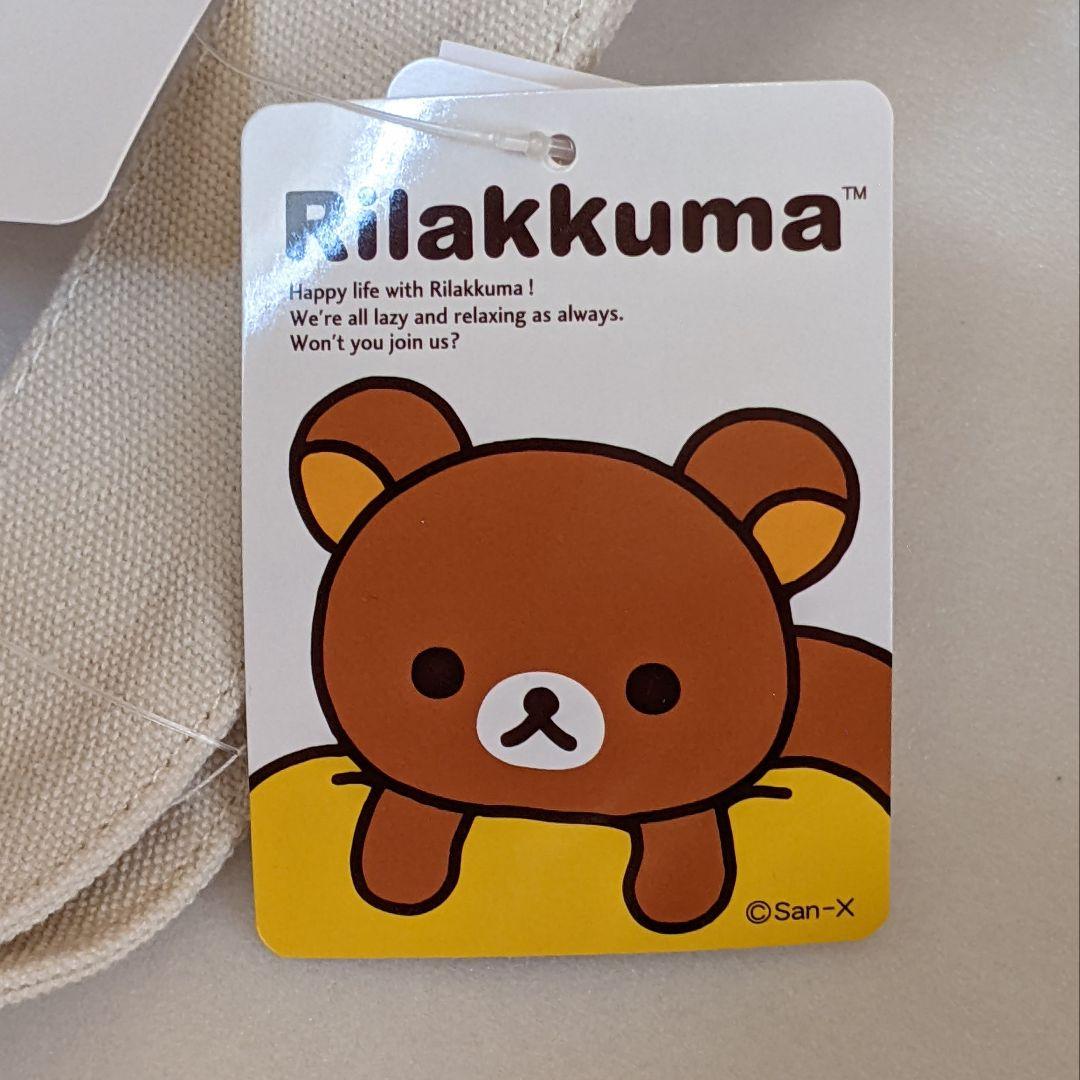 Rilakkuma™
Happy life with Rilakkuma !
We're all lazy and relaxing as always.
Won't you join us?
©San-X